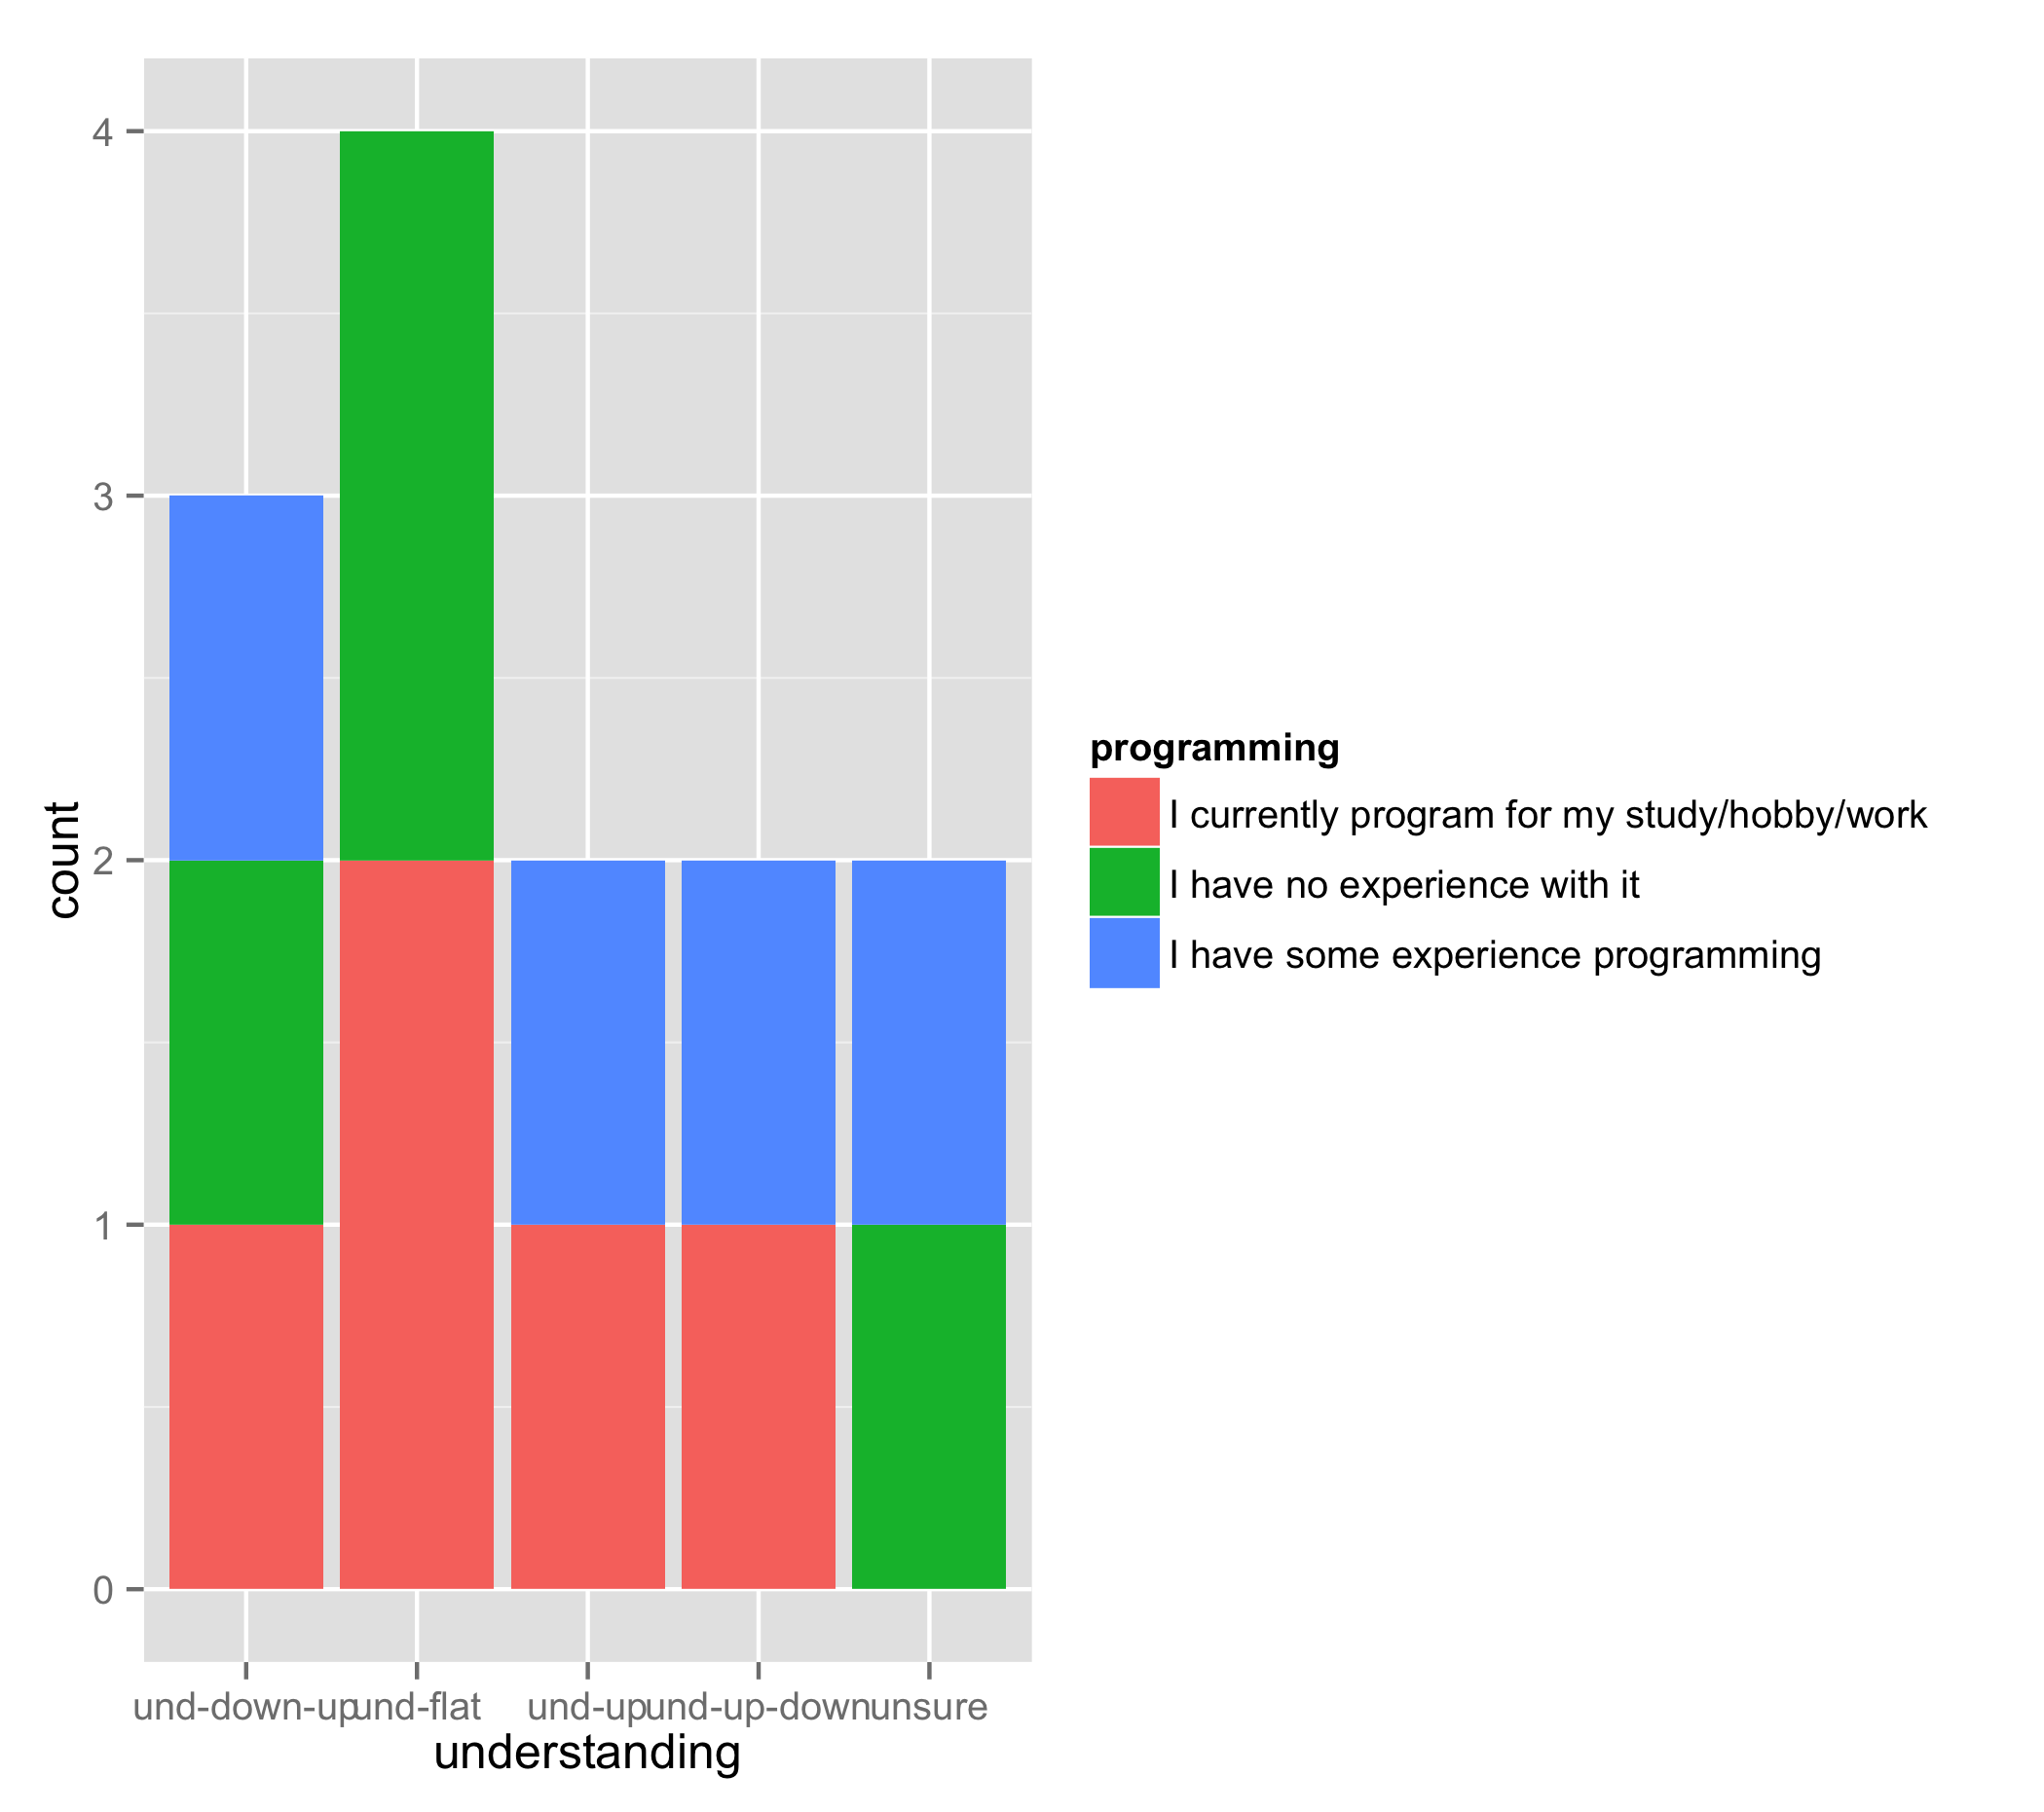 4
3
2
1
0
count
und-down-up und-flat und-up und-up-down unsure
understanding
programming
I currently program for my study/hobby/work
I have no experience with it
I have some experience programming